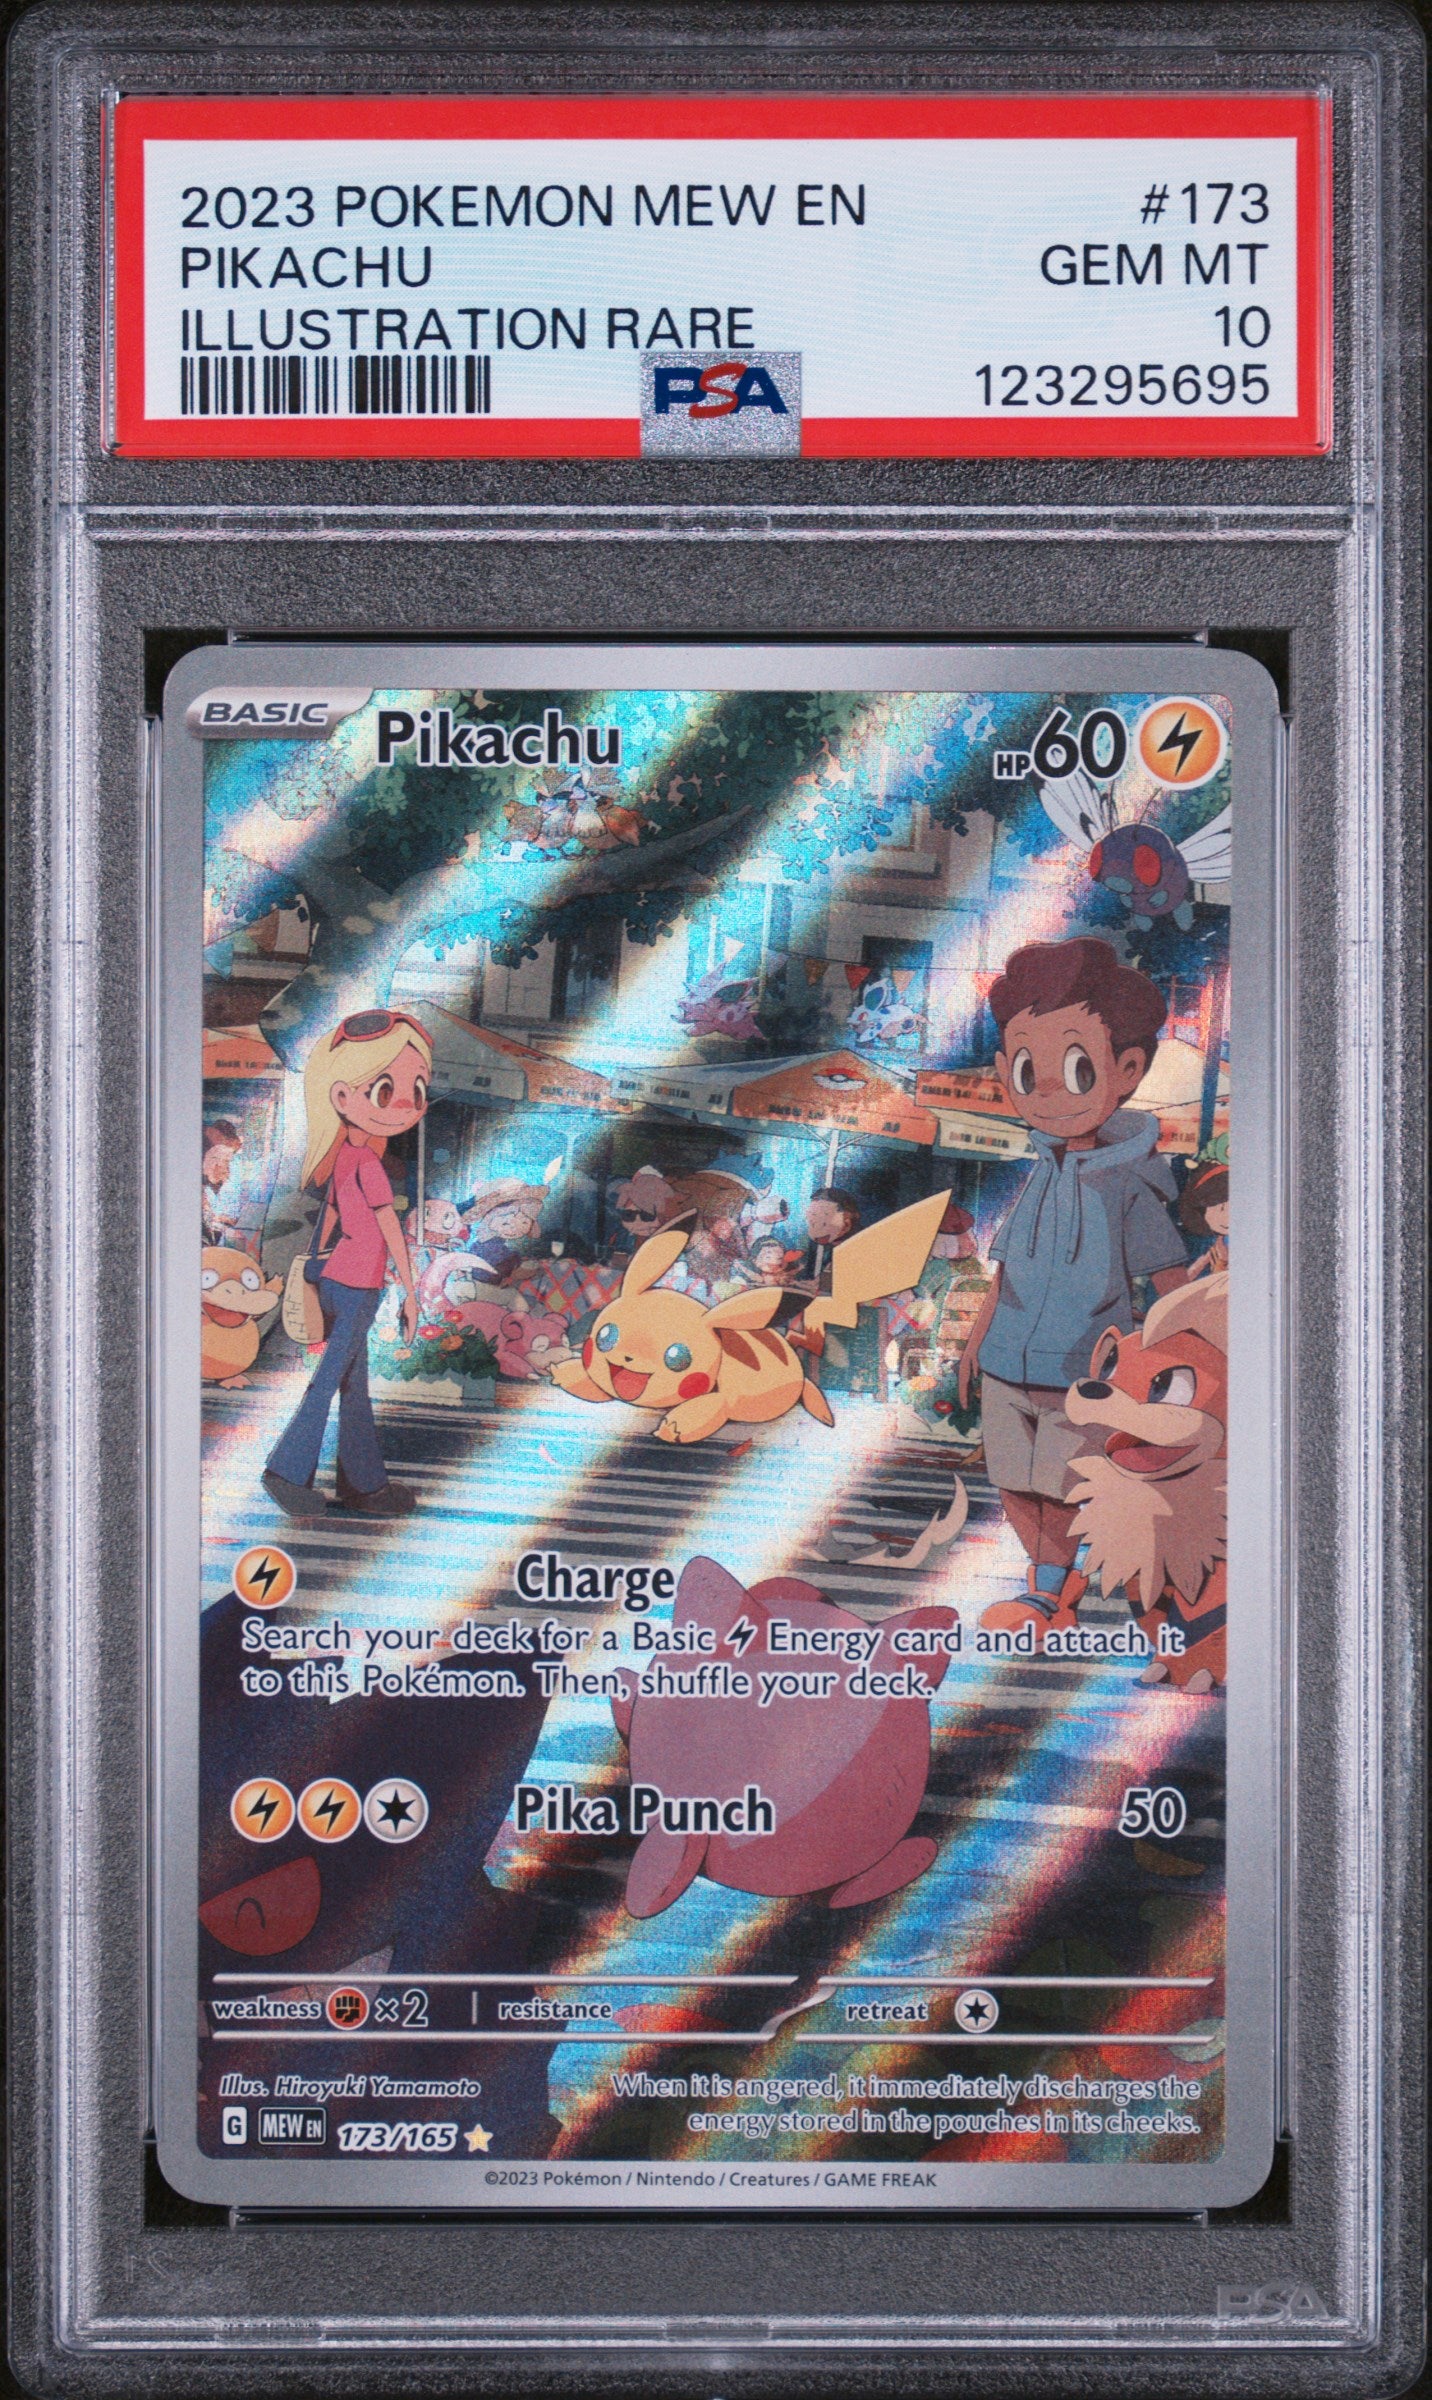 2023 POKEMON MEW EN #173
PIKACHU GEM MT
ILLUSTRATION RARE 10
PSA 123295695
BASIC Pikachu HP 60
Charge
Search your deck for a Basic Energy card and attach it
to this Pokémon. Then, shuffle your deck.
Pika Punch 50
weakness ×2 resistance retreat
Illus. Hiroyuki Yamamoto
When it is angered, it immediately discharges the
energy stored in the pouches in its cheeks.
G MEW EN 173/165
©2023 Pokémon / Nintendo / Creatures / GAME FREAK
PSA